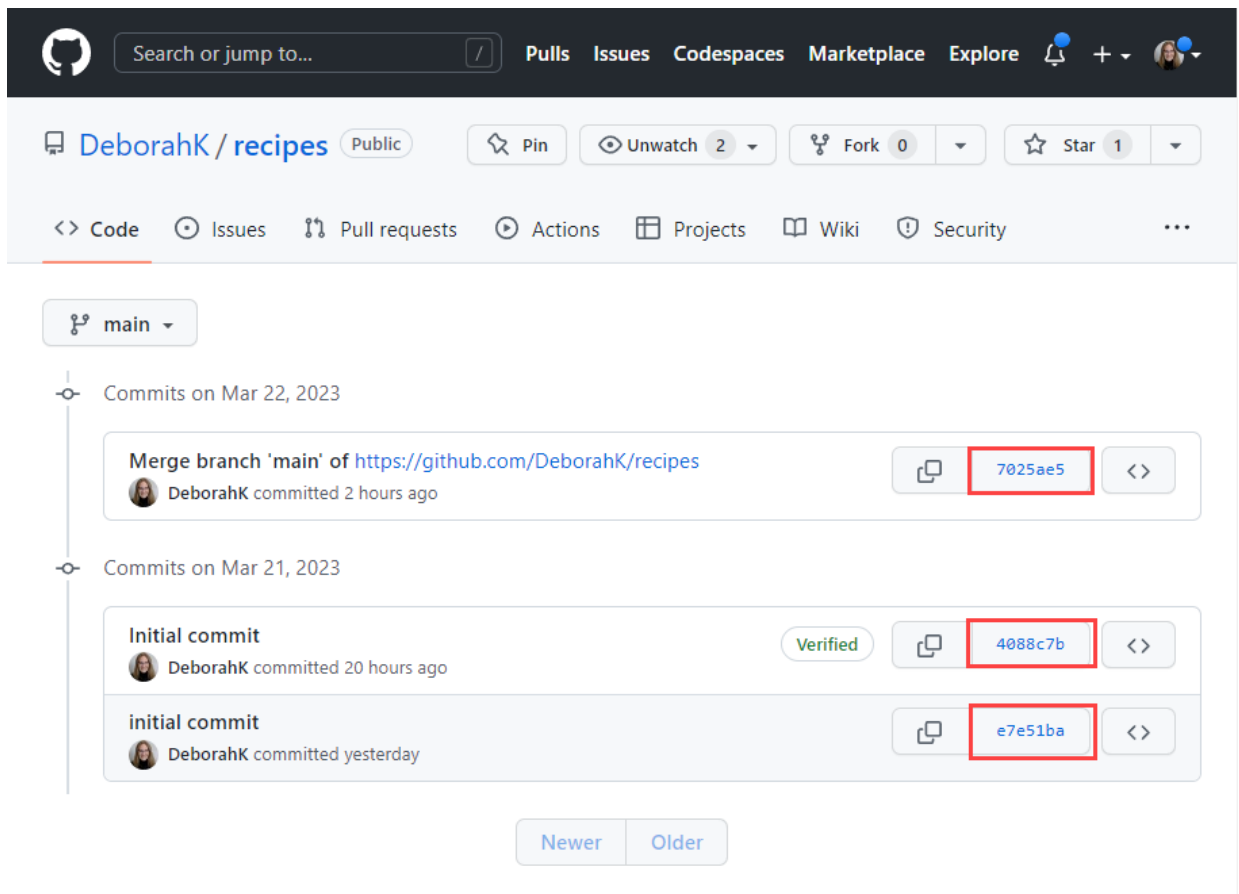 Search or jump to... / Pulls Issues Codespaces Marketplace Explore
DeborahK / recipes Public Pin Unwatch 2 Fork 0 Star 1
Code Issues Pull requests Actions Projects Wiki Security
main
Commits on Mar 22, 2023
Merge branch 'main' of https://github.com/DeborahK/recipes
7025ae5
DeborahK committed 2 hours ago
Commits on Mar 21, 2023
Initial commit
Verified 4088c7b
DeborahK committed 20 hours ago
initial commit
e7e51ba
DeborahK committed yesterday
Newer Older